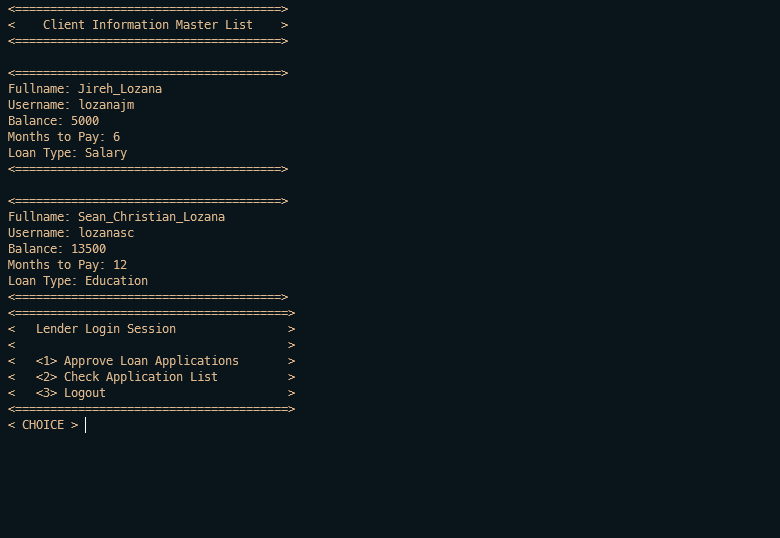 <======================================>
<    Client Information Master List    >
<======================================>

<======================================>
Fullname: Jireh_Lozana
Username: lozanajm
Balance: 5000
Months to Pay: 6
Loan Type: Salary
<======================================>

<======================================>
Fullname: Sean_Christian_Lozana
Username: lozanasc
Balance: 13500
Months to Pay: 12
Loan Type: Education
<======================================>
<=======================================>
<   Lender Login Session                >
<                                       >
<   <1> Approve Loan Applications       >
<   <2> Check Application List          >
<   <3> Logout                          >
<=======================================>
< CHOICE >